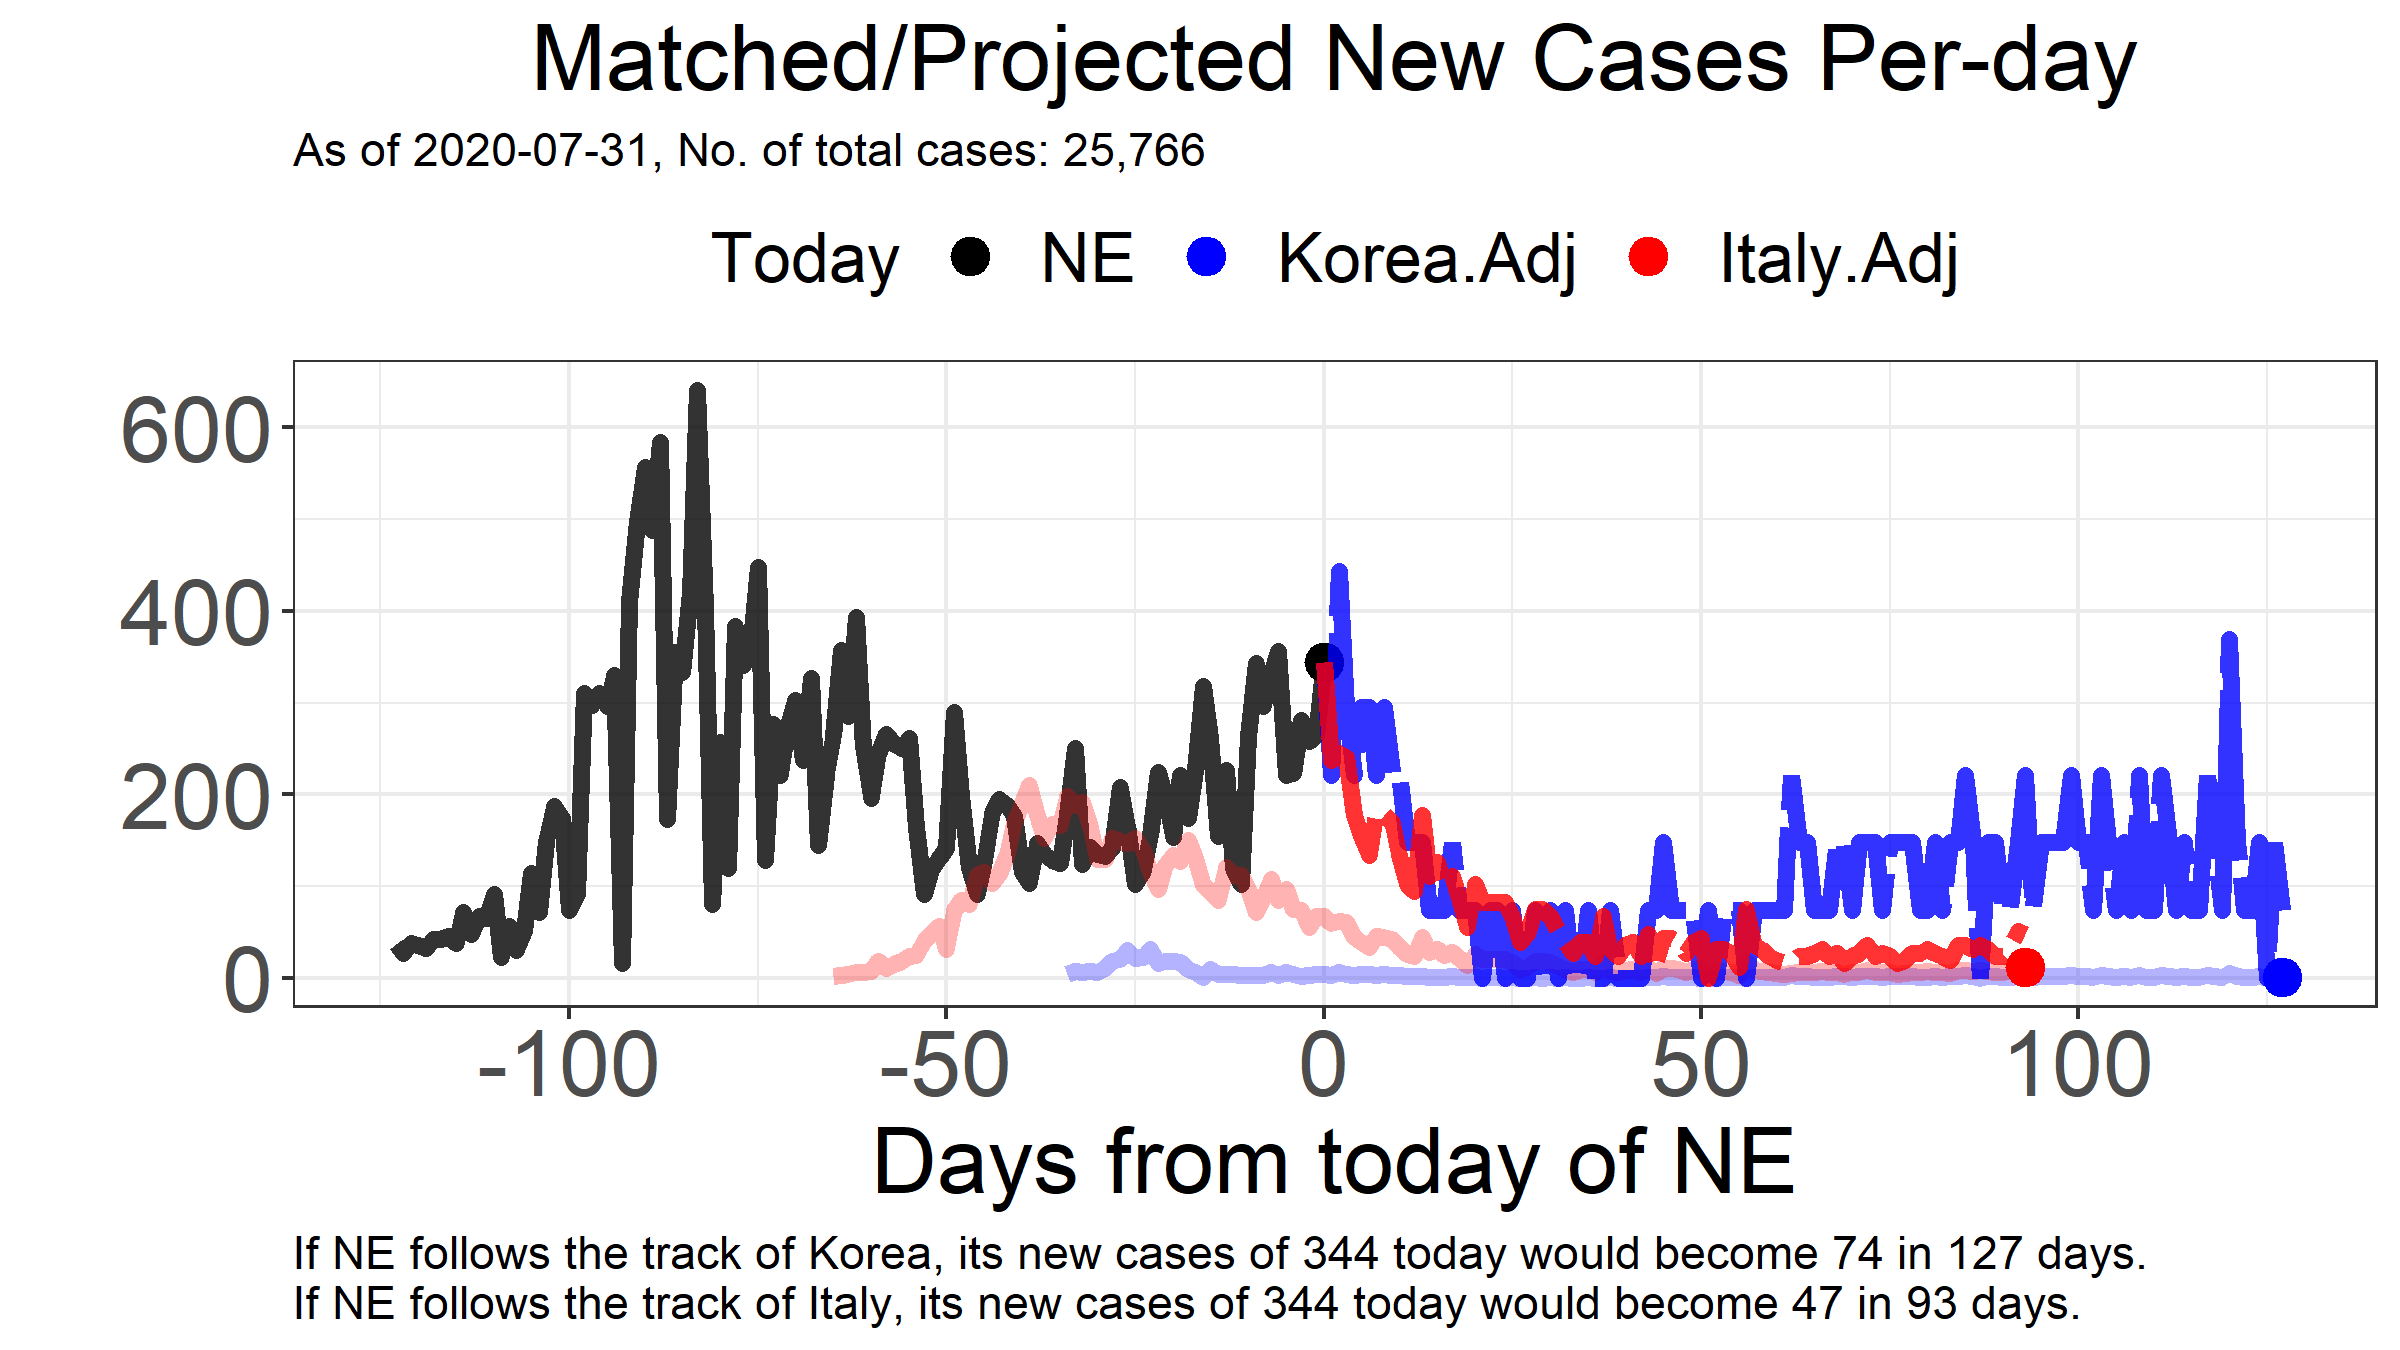 Matched/Projected New Cases Per-day
As of 2020-07-31, No. of total cases: 25,766
Today NE Korea.Adj Italy.Adj
600
400
200
0
-100 -50 0 50 100
Days from today of NE
If NE follows the track of Korea, its new cases of 344 today would become 74 in 127 days.
If NE follows the track of Italy, its new cases of 344 today would become 47 in 93 days.